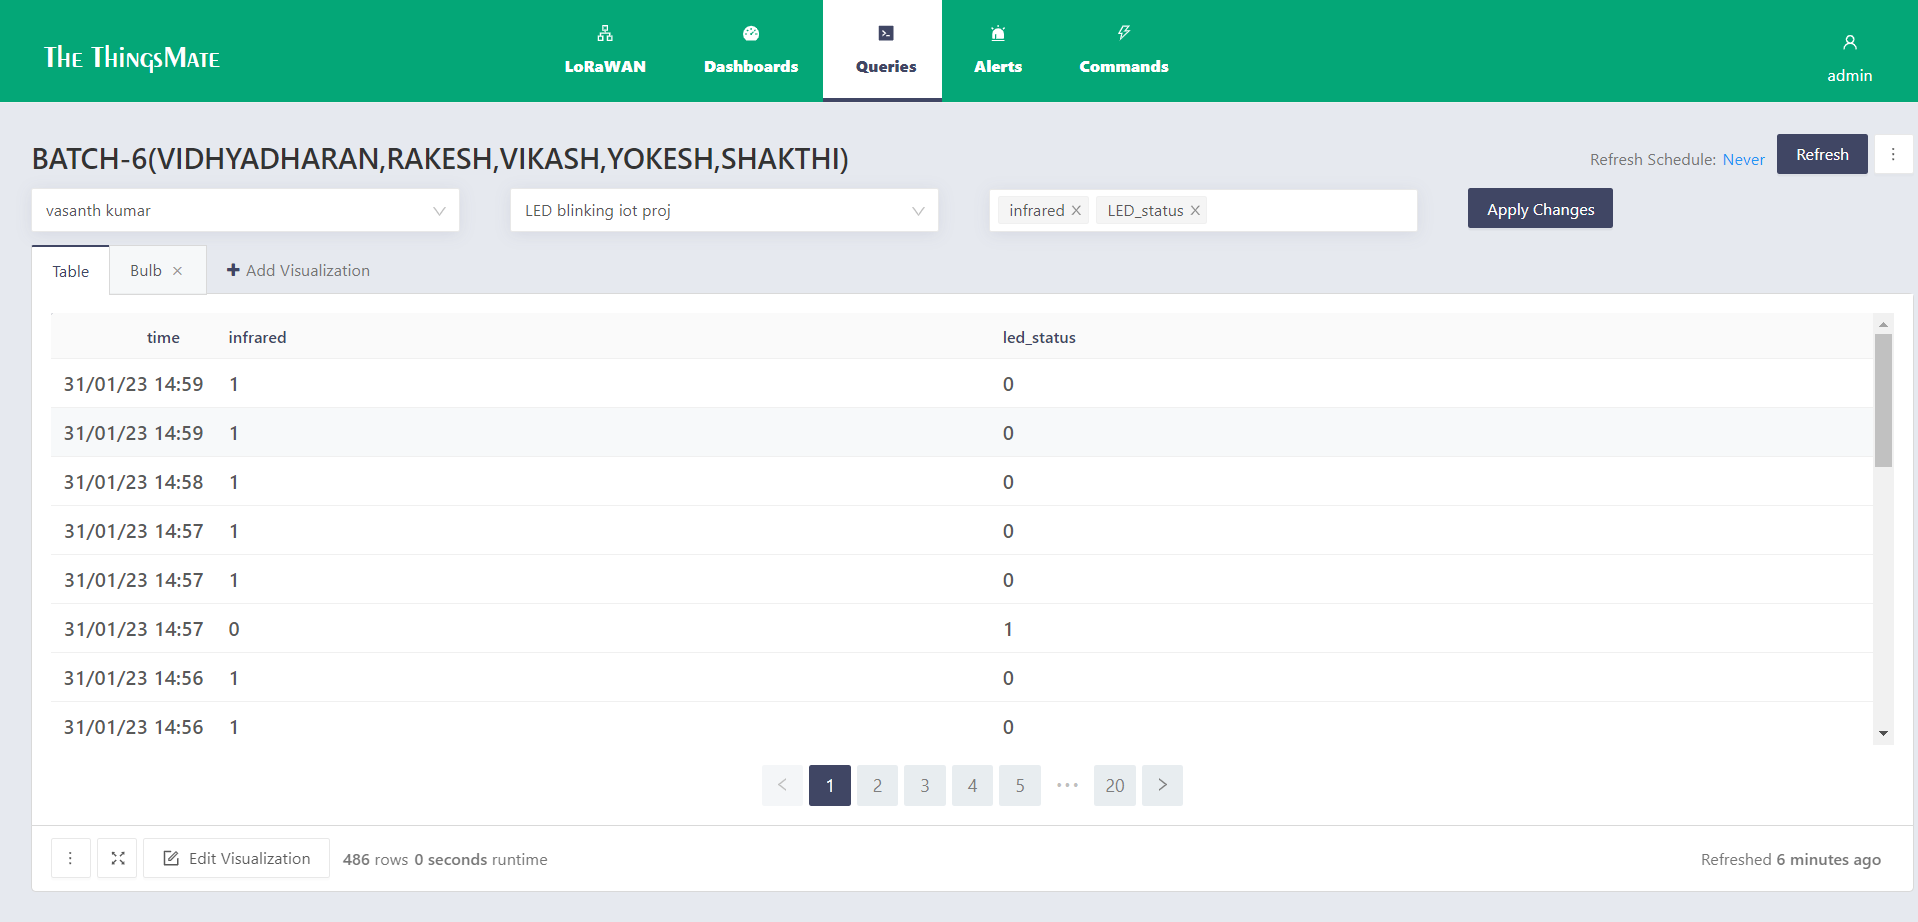 The ThingsMate
LoRaWAN Dashboards Queries Alerts Commands
admin
BATCH-6(VIDHYADHARAN,RAKESH,VIKASH,YOKESH,SHAKTHI)
Refresh Schedule: Never Refresh
vasanth kumar LED blinking iot proj infrared LED_status Apply Changes
Table Bulb Add Visualization
time infrared led_status
31/01/23 14:59 1 0
31/01/23 14:59 1 0
31/01/23 14:58 1 0
31/01/23 14:57 1 0
31/01/23 14:57 1 0
31/01/23 14:57 0 1
31/01/23 14:56 1 0
31/01/23 14:56 1 0
< 1 2 3 4 5 ••• 20 >
Edit Visualization 486 rows 0 seconds runtime Refreshed 6 minutes ago